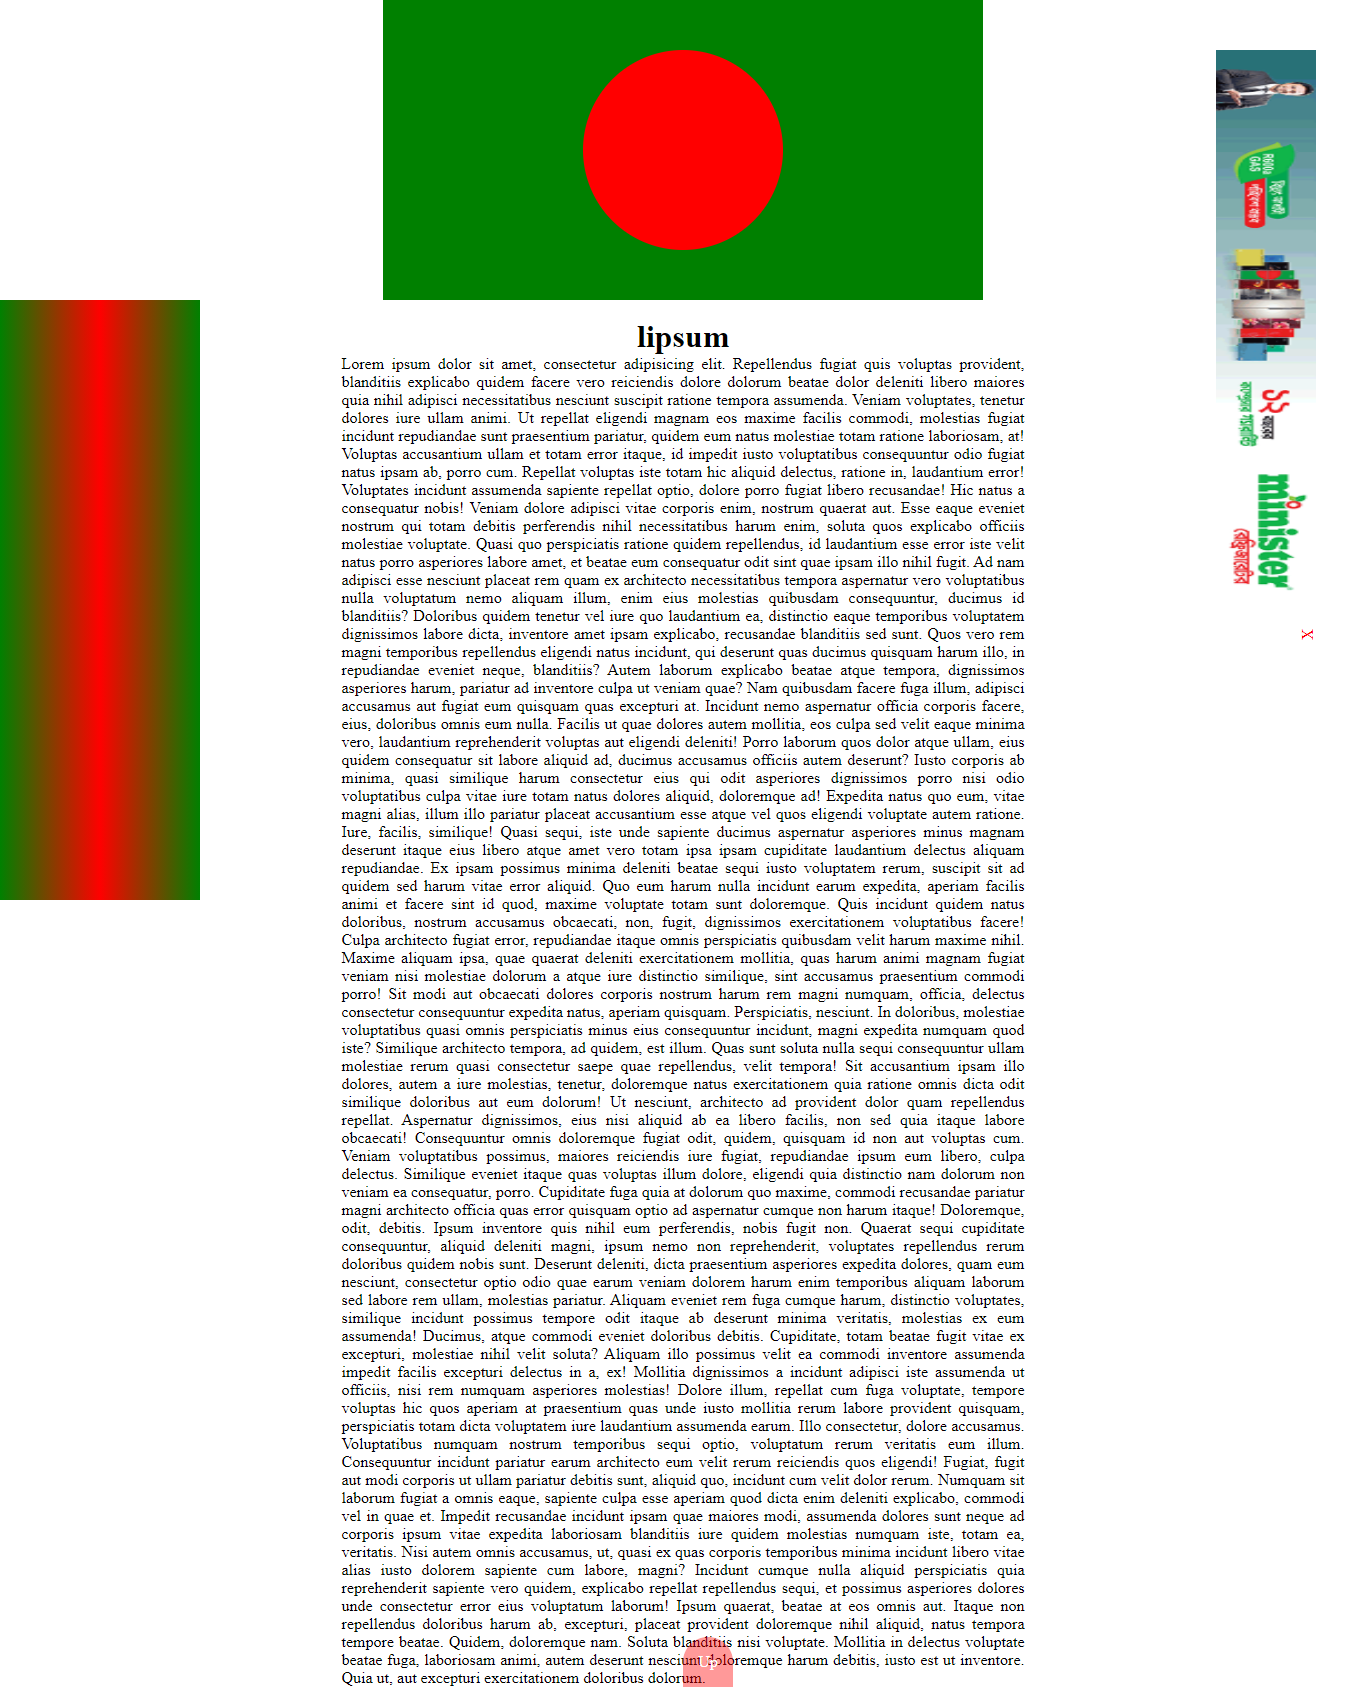 lipsum
Lorem ipsum dolor sit amet, consectetur adipisicing elit. Repellendus fugiat quis voluptas provident,
blanditiis explicabo quidem facere vero reiciendis dolore dolorum beatae dolor deleniti libero maiores
quia nihil adipisci necessitatibus nesciunt suscipit ratione tempora assumenda. Veniam voluptates, tenetur
dolores iure ullam animi. Ut repellat eligendi magnam eos maxime facilis commodi, molestias fugiat
incidunt repudiandae sunt praesentium pariatur, quidem eum natus molestiae totam ratione laboriosam, at!
Voluptas accusantium ullam et totam error itaque, id impedit iusto voluptatibus consequuntur odio fugiat
natus ipsam ab, porro cum. Repellat voluptas iste totam hic aliquid delectus, ratione in, laudantium error!
Voluptates incidunt assumenda sapiente repellat optio, dolore porro fugiat libero recusandae! Hic natus a
consequatur nobis! Veniam dolore adipisci vitae corporis enim, nostrum quaerat aut. Esse eaque eveniet
nostrum qui totam debitis perferendis nihil necessitatibus harum enim, soluta quos explicabo officiis
molestiae voluptate. Quasi quo perspiciatis ratione quidem repellendus, id laudantium esse error iste velit
natus porro asperiores labore amet, et beatae eum consequatur odit sint quae ipsam illo nihil fugit. Ad nam
adipisci esse nesciunt placeat rem quam ex architecto necessitatibus tempora aspernatur vero voluptatibus
nulla voluptatum nemo aliquam illum, enim eius molestias quibusdam consequuntur, ducimus id
blanditiis? Doloribus quidem tenetur vel iure quo laudantium ea, distinctio eaque temporibus voluptatem
dignissimos labore dicta, inventore amet ipsam explicabo, recusandae blanditiis sed sunt. Quos vero rem
magni temporibus repellendus eligendi natus incidunt, qui deserunt quas ducimus quisquam harum illo, in
repudiandae eveniet neque, blanditiis? Autem laborum explicabo beatae atque tempora, dignissimos
asperiores harum, pariatur ad inventore culpa ut veniam quae? Nam quibusdam facere fuga illum, adipisci
accusamus aut fugiat eum quisquam quas excepturi at. Incidunt nemo aspernatur officia corporis facere,
eius, doloribus omnis eum nulla. Facilis ut quae dolores autem mollitia, eos culpa sed velit eaque minima
vero, laudantium reprehenderit voluptas aut eligendi deleniti! Porro laborum quos dolor atque ullam, eius
quidem consequatur sit labore aliquid ad, ducimus accusamus officiis autem deserunt? Iusto corporis ab
minima, quasi similique harum consectetur eius qui odit asperiores dignissimos porro nisi odio
voluptatibus culpa vitae iure totam natus dolores aliquid, doloremque ad! Expedita natus quo eum, vitae
magni alias, illum illo pariatur placeat accusantium esse atque vel quos eligendi voluptate autem ratione.
Iure, facilis, similique! Quasi sequi, iste unde sapiente ducimus aspernatur asperiores minus magnam
deserunt itaque eius libero atque amet vero totam ipsa ipsam cupiditate laudantium delectus aliquam
repudiandae. Ex ipsam possimus minima deleniti beatae sequi iusto voluptatem rerum, suscipit sit ad
quidem sed harum vitae error aliquid. Quo eum harum nulla incidunt earum expedita, aperiam facilis
animi et facere sint id quod, maxime voluptate totam sunt doloremque. Quis incidunt quidem natus
doloribus, nostrum accusamus obcaecati, non, fugit, dignissimos exercitationem voluptatibus facere!
Culpa architecto fugiat error, repudiandae itaque omnis perspiciatis quibusdam velit harum maxime nihil.
Maxime aliquam ipsa, quae quaerat deleniti exercitationem mollitia, quas harum animi magnam fugiat
veniam nisi molestiae dolorum a atque iure distinctio similique, sint accusamus praesentium commodi
porro! Sit modi aut obcaecati dolores corporis nostrum harum rem magni numquam, officia, delectus
consectetur consequuntur expedita natus, aperiam quisquam. Perspiciatis, nesciunt. In doloribus, molestiae
voluptatibus quasi omnis perspiciatis minus eius consequuntur incidunt, magni expedita numquam quod
iste? Similique architecto tempora, ad quidem, est illum. Quas sunt soluta nulla sequi consequuntur ullam
molestiae rerum quasi consectetur saepe quae repellendus, velit tempora! Sit accusantium ipsam illo
dolores, autem a iure molestias, tenetur, doloremque natus exercitationem quia ratione omnis dicta odit
similique doloribus aut eum dolorum! Ut nesciunt, architecto ad provident dolor quam repellendus
repellat. Aspernatur dignissimos, eius nisi aliquid ab ea libero facilis, non sed quia itaque labore
obcaecati! Consequuntur omnis doloremque fugiat odit, quidem, quisquam id non aut voluptas cum.
Veniam voluptatibus possimus, maiores reiciendis iure fugiat, repudiandae ipsum eum libero, culpa
delectus. Similique eveniet itaque quas voluptas illum dolore, eligendi quia distinctio nam dolorum non
veniam ea consequatur, porro. Cupiditate fuga quia at dolorum quo maxime, commodi recusandae pariatur
magni architecto officia quas error quisquam optio ad aspernatur cumque non harum itaque! Doloremque,
odit, debitis. Ipsum inventore quis nihil eum perferendis, nobis fugit non. Quaerat sequi cupiditate
consequuntur, aliquid deleniti magni, ipsum nemo non reprehenderit, voluptates repellendus rerum
doloribus quidem nobis sunt. Deserunt deleniti, dicta praesentium asperiores expedita dolores, quam eum
nesciunt, consectetur optio odio quae earum veniam dolorem harum enim temporibus aliquam laborum
sed labore rem ullam, molestias pariatur. Aliquam eveniet rem fuga cumque harum, distinctio voluptates,
similique incidunt possimus tempore odit itaque ab deserunt minima veritatis, molestias ex eum
assumenda! Ducimus, atque commodi eveniet doloribus debitis. Cupiditate, totam beatae fugit vitae ex
excepturi, molestiae nihil velit soluta? Aliquam illo possimus velit ea commodi inventore assumenda
impedit facilis excepturi delectus in a, ex! Mollitia dignissimos a incidunt adipisci iste assumenda ut
officiis, nisi rem numquam asperiores molestias! Dolore illum, repellat cum fuga voluptate, tempore
voluptas hic quos aperiam at praesentium quas unde iusto mollitia rerum labore provident quisquam,
perspiciatis totam dicta voluptatem iure laudantium assumenda earum. Illo consectetur, dolore accusamus.
Voluptatibus numquam nostrum temporibus sequi optio, voluptatum rerum veritatis eum illum.
Consequuntur incidunt pariatur earum architecto eum velit rerum reiciendis quos eligendi! Fugiat, fugit
aut modi corporis ut ullam pariatur debitis sunt, aliquid quo, incidunt cum velit dolor rerum. Numquam sit
laborum fugiat a omnis eaque, sapiente culpa esse aperiam quod dicta enim deleniti explicabo, commodi
vel in quae et. Impedit recusandae incidunt ipsam quae maiores modi, assumenda dolores sunt neque ad
corporis ipsum vitae expedita laboriosam blanditiis iure quidem molestias numquam iste, totam ea,
veritatis. Nisi autem omnis accusamus, ut, quasi ex quas corporis temporibus minima incidunt libero vitae
alias iusto dolorem sapiente cum labore, magni? Incidunt cumque nulla aliquid perspiciatis quia
reprehenderit sapiente vero quidem, explicabo repellat repellendus sequi, et possimus asperiores dolores
unde consectetur error eius voluptatum laborum! Ipsum quaerat, beatae at eos omnis aut. Itaque non
repellendus doloribus harum ab, excepturi, placeat provident doloremque nihil aliquid, natus tempora
tempore beatae. Quidem, doloremque nam. Soluta blanditiis nisi voluptate. Mollitia in delectus voluptate
beatae fuga, laboriosam animi, autem deserunt nesciunt doloremque harum debitis, iusto est ut inventore.
Quia ut, aut excepturi exercitationem doloribus dolorum.
Up
R600a
GAS
১২
বছরের
minister
রেফ্রিজারেটর
X